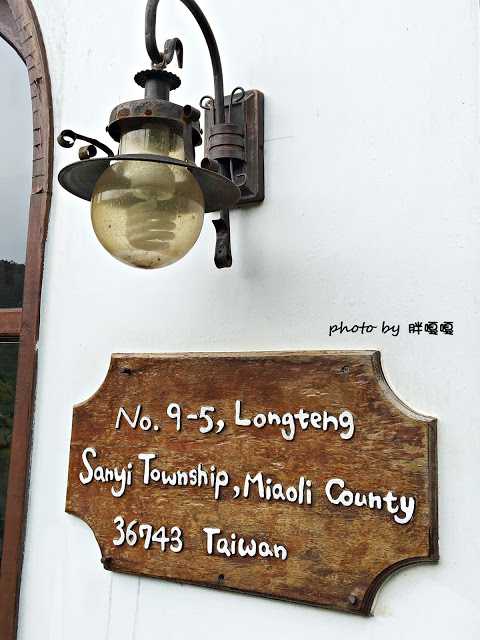 photo by 胖嘎嘎
No. 9-5, Longteng
Sanyi Township, Miaoli County
36743 Taiwan